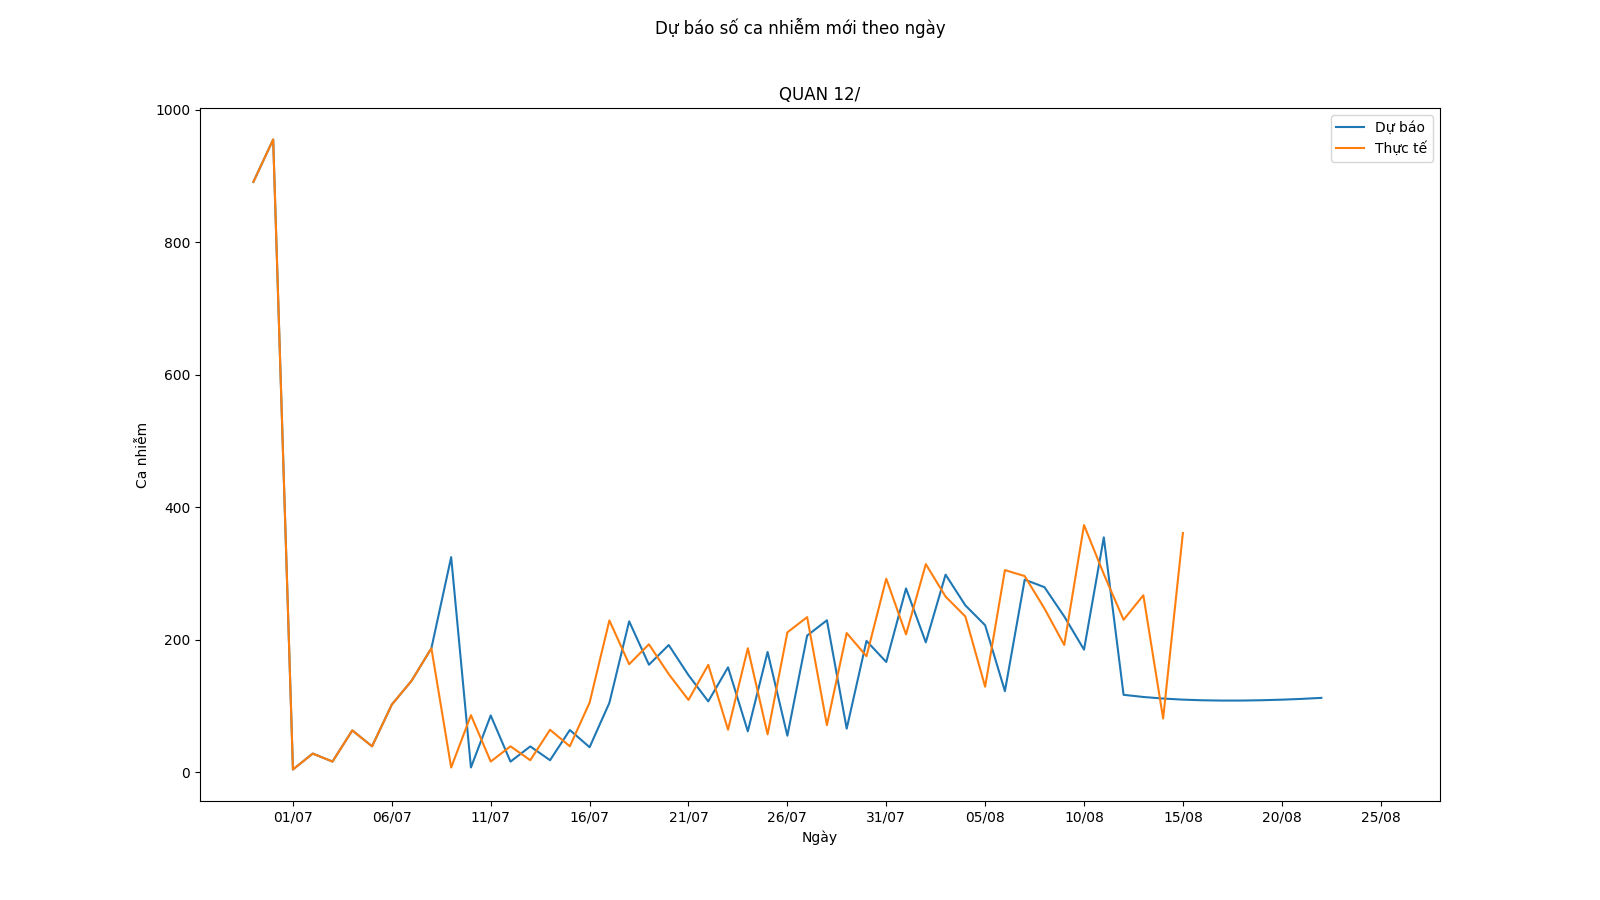 Dự báo số ca nhiễm mới theo ngày
QUAN 12/
Dự báo
Thực tế
1000
800
600
400
200
0
Ca nhiễm
01/07 06/07 11/07 16/07 21/07 26/07 31/07 05/08 10/08 15/08 20/08 25/08
Ngày